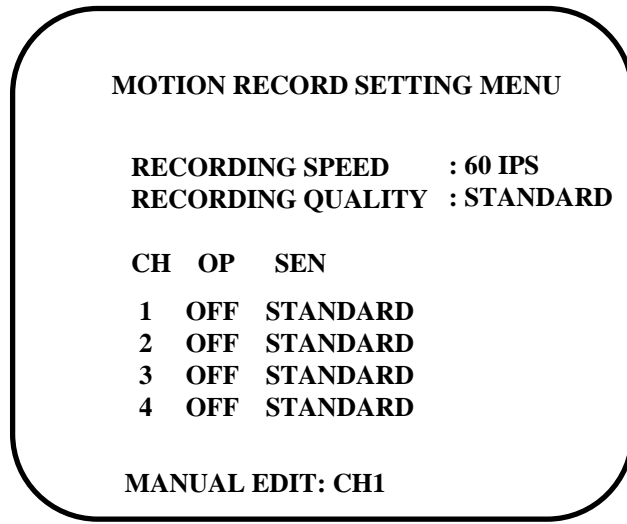 MOTION RECORD SETTING MENU
RECORDING SPEED : 60 IPS
RECORDING QUALITY : STANDARD
CH OP SEN
1 OFF STANDARD
2 OFF STANDARD
3 OFF STANDARD
4 OFF STANDARD
MANUAL EDIT: CH1